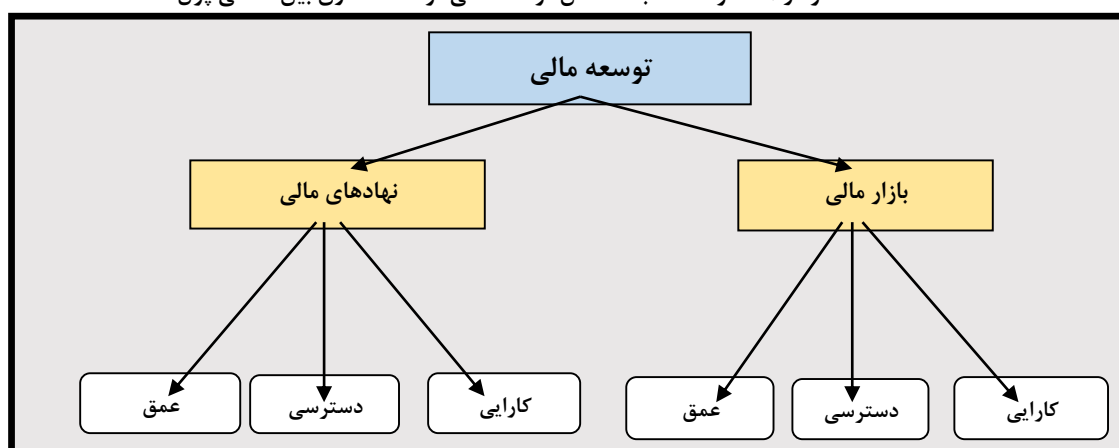 توسعه مالی
بازار مالی
نهادهای مالی
کارایی
دسترسی
عمق
کارایی
دسترسی
عمق